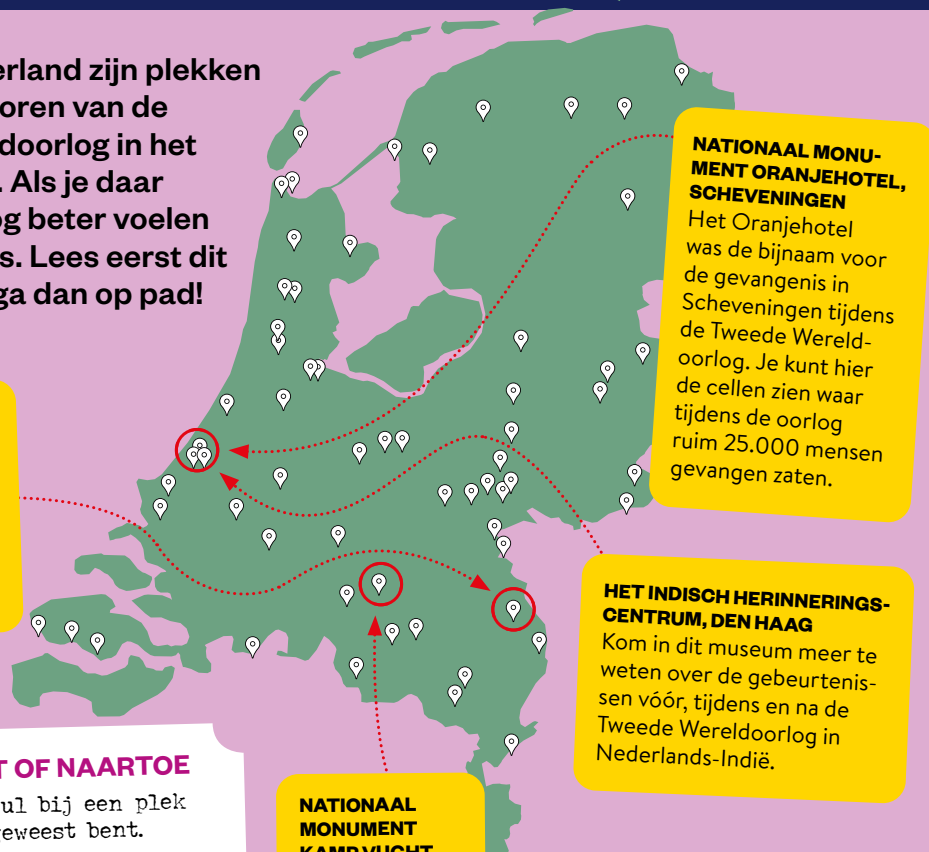 erland zijn plekken
oren van de
doorlog in het
. Als je daar
og beter voelen
s. Lees eerst dit
ga dan op pad!
NATIONAAL MONU-
MENT ORANJEHOTEL,
SCHEVENINGEN
Het Oranjehotel
was de bijnaam voor
de gevangenis in
Scheveningen tijdens
de Tweede Wereld-
oorlog. Je kunt hier
de cellen zien waar
tijdens de oorlog
ruim 25.000 mensen
gevangen zaten.
HET INDISCH HERINNERINGS-
CENTRUM, DEN HAAG
Kom in dit museum meer te
weten over de gebeurtenis-
sen vóór, tijdens en na de
Tweede Wereldoorlog in
Nederlands-Indië.
T OF NAARTOE
ul bij een plek
geweest bent.
NATIONAAL
MONUMENT
KAMP VUGHT